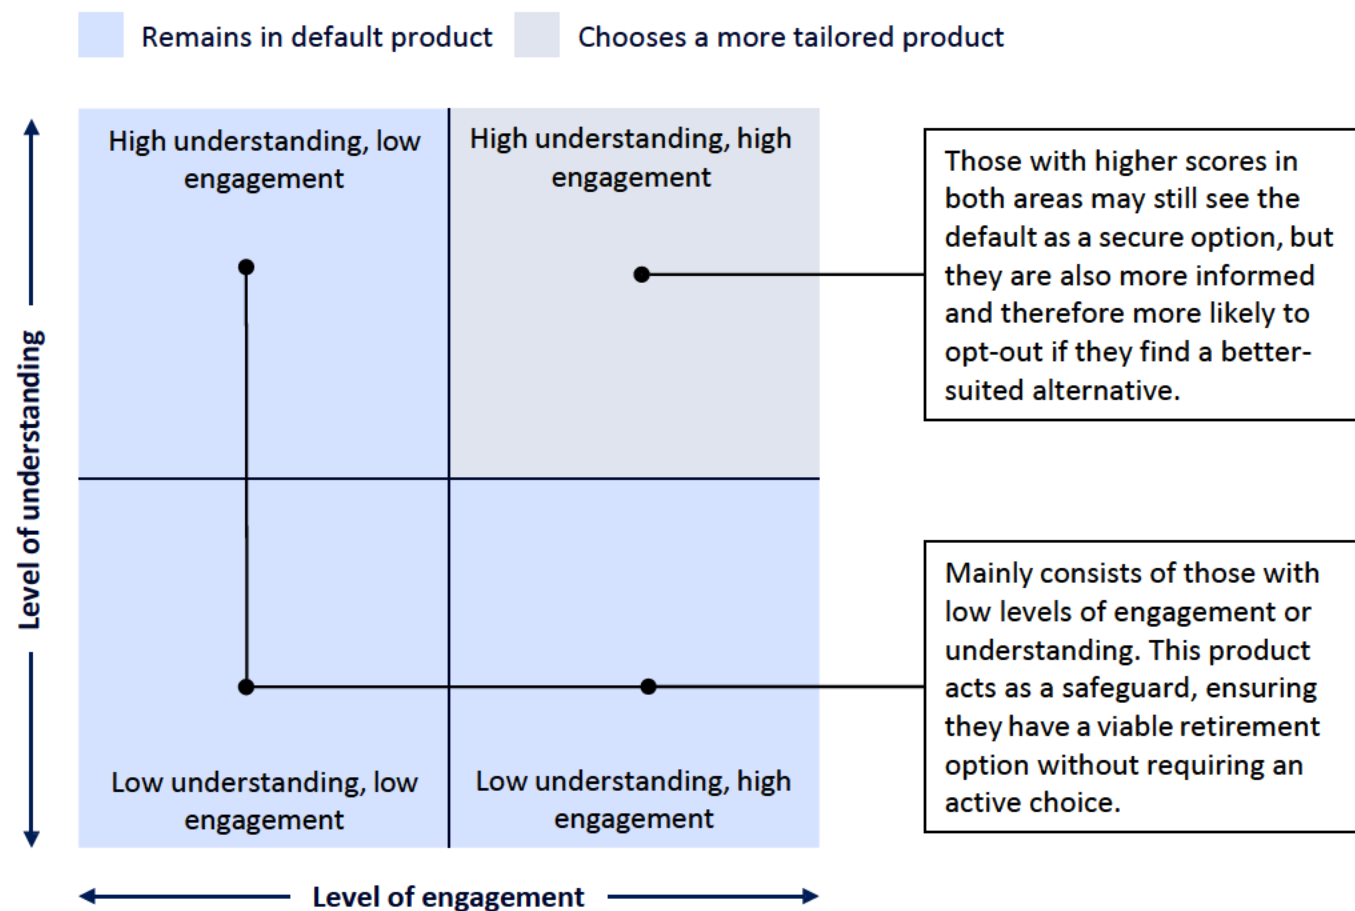 Remains in default product
Chooses a more tailored product
High understanding, low
engagement
High understanding, high
engagement
Those with higher scores in
both areas may still see the
default as a secure option, but
they are also more informed
and therefore more likely to
opt-out if they find a better-
suited alternative.
Level of understanding
Low understanding, low
engagement
Low understanding, high
engagement
Mainly consists of those with
low levels of engagement or
understanding. This product
acts as a safeguard, ensuring
they have a viable retirement
option without requiring an
active choice.
Level of engagement